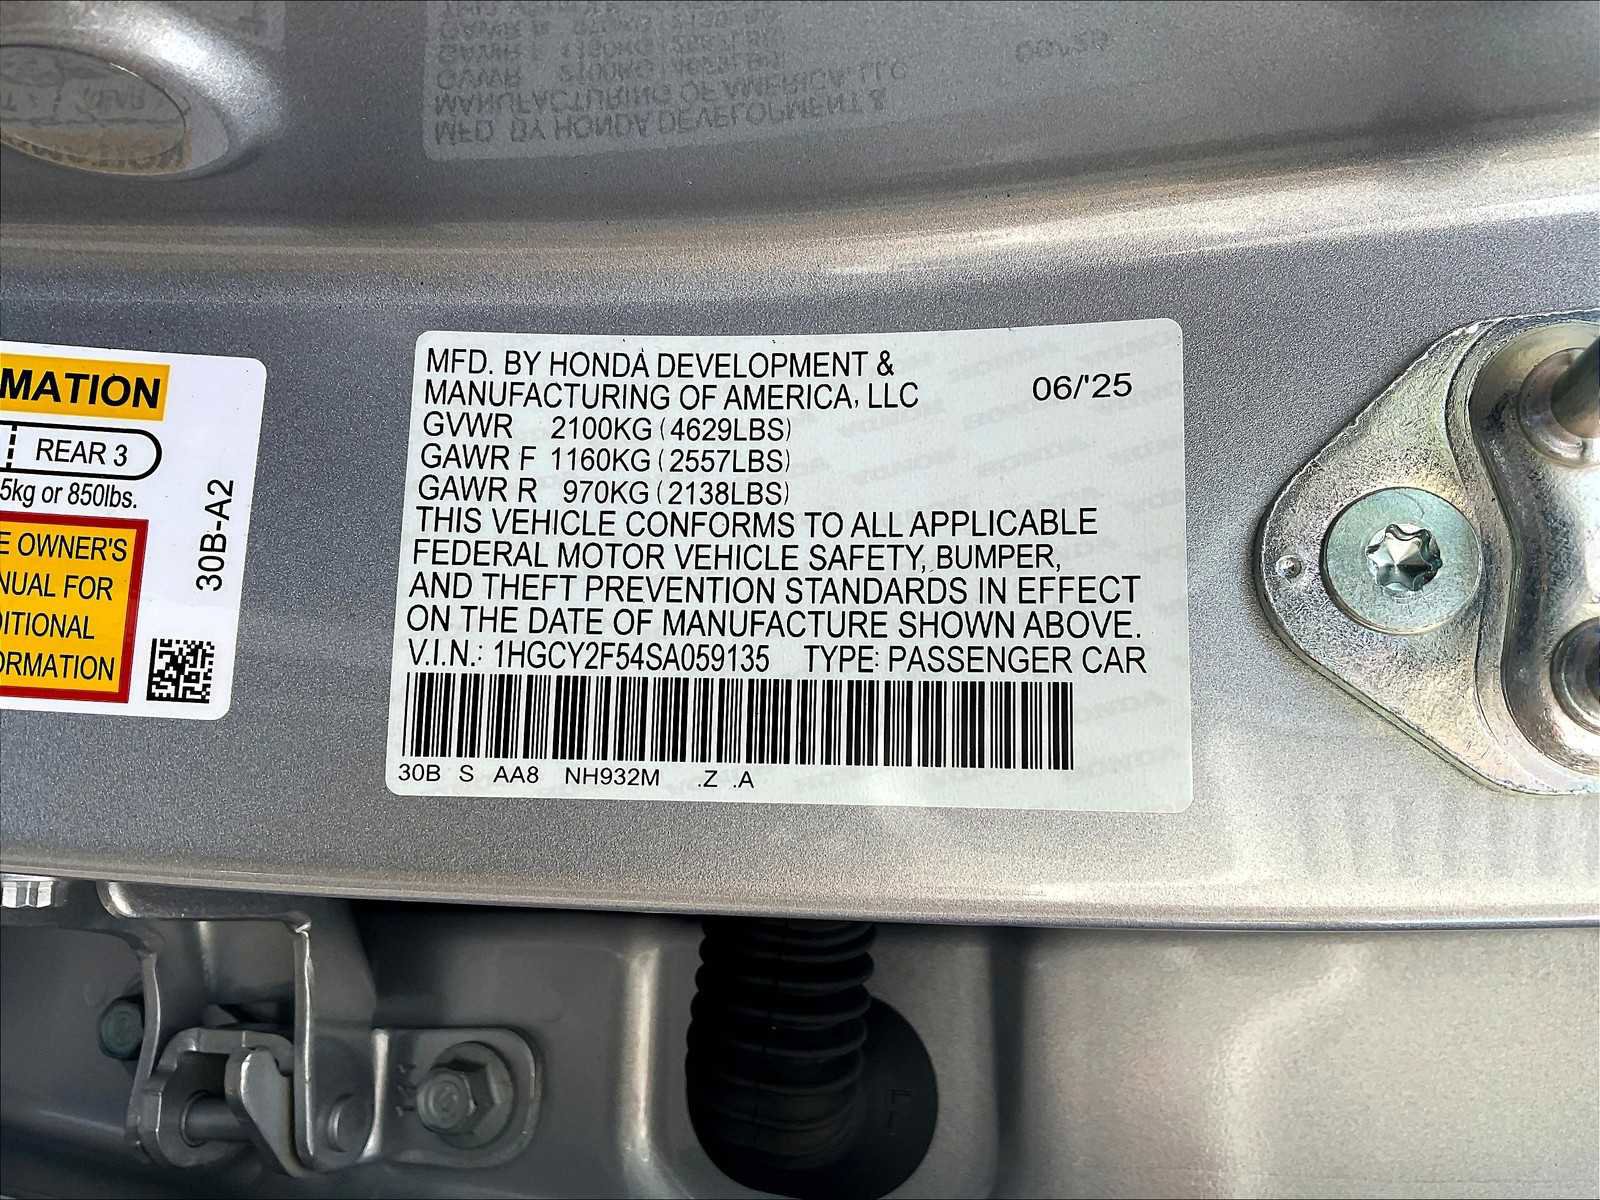 MFD. BY HONDA DEVELOPMENT &
MANUFACTURING OF AMERICA, LLC
06/'25
GVWR 2100KG (4629LBS)
GAWR F 1160KG (2557LBS)
GAWR R 970KG (2138LBS)
THIS VEHICLE CONFORMS TO ALL APPLICABLE
FEDERAL MOTOR VEHICLE SAFETY, BUMPER,
AND THEFT PREVENTION STANDARDS IN EFFECT
ON THE DATE OF MANUFACTURE SHOWN ABOVE.
V.I.N.: 1HGCY2F54SA059135 TYPE: PASSENGER CAR
30B S AA8 NH932M .Z .A
MATION
REAR 3
5kg or 850lbs.
E OWNER'S
NUAL FOR
DITIONAL
ORMATION
30B-A2